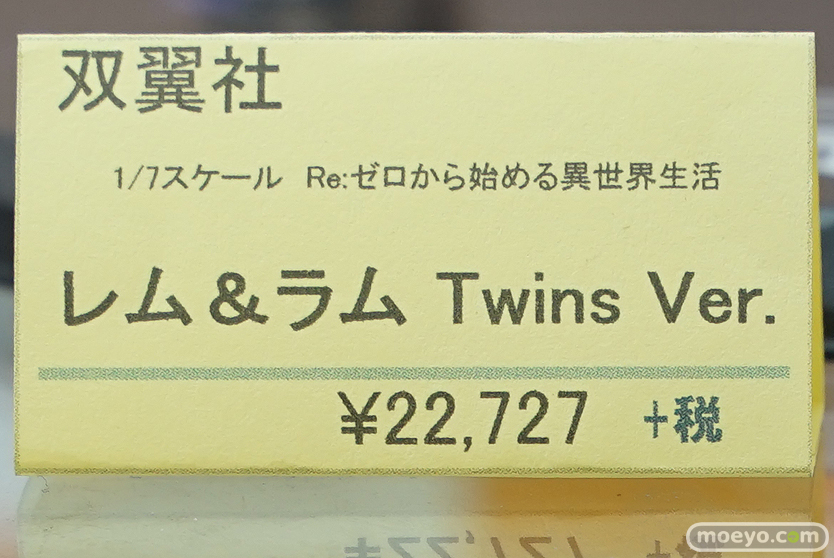 双翼社
1/7スケール Re:ゼロから始める異世界生活
レム＆ラム Twins Ver.
¥22,727 +税
moeyo.com